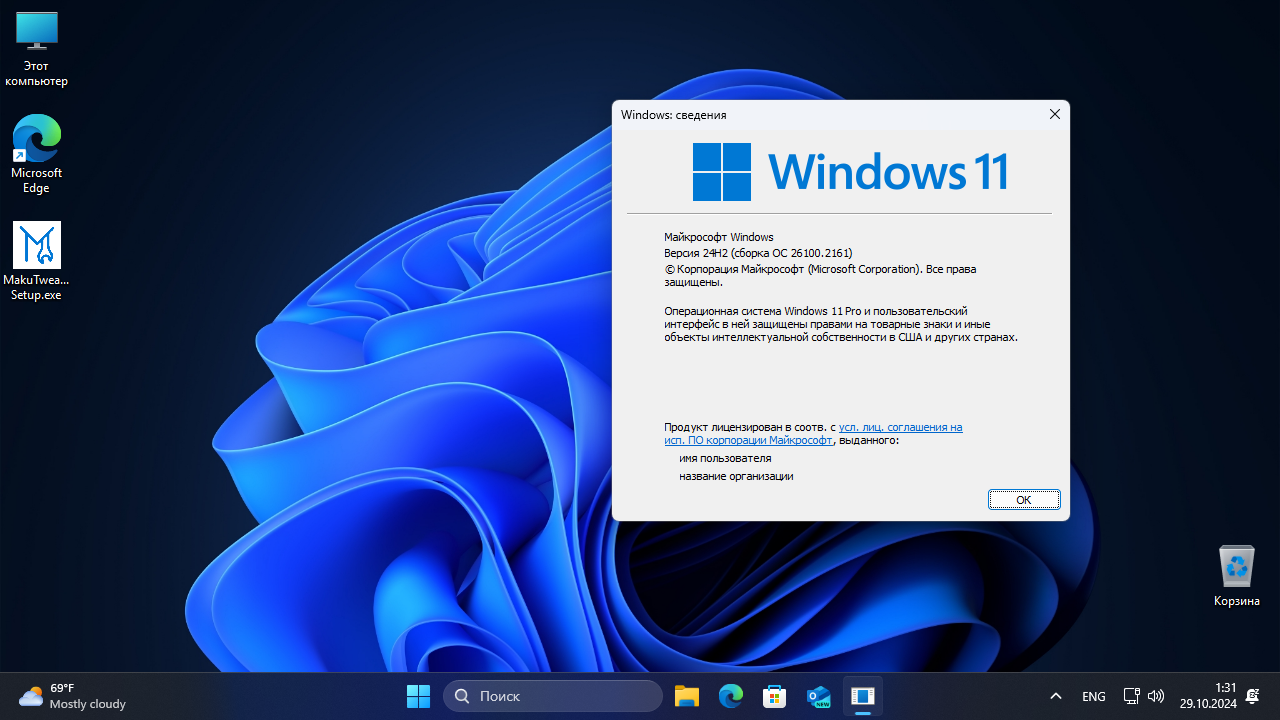 Этот
компьютер
Microsoft
Edge
MakuTwea...
Setup.exe
Windows: сведения
Windows 11
Майкрософт Windows
Версия 24H2 (сборка ОС 26100.2161)
© Корпорация Майкрософт (Microsoft Corporation). Все права
защищены.
Операционная система Windows 11 Pro и пользовательский
интерфейс в ней защищены правами на товарные знаки и иные
объекты интеллектуальной собственности в США и других странах.
Продукт лицензирован в соотв. с усл. лиц. соглашения на
исп. ПО корпорации Майкрософт, выданного:
имя пользователя
название организации
ОК
Корзина
69°F
Mostly cloudy
Поиск
NEW
ENG
1:31
29.10.2024